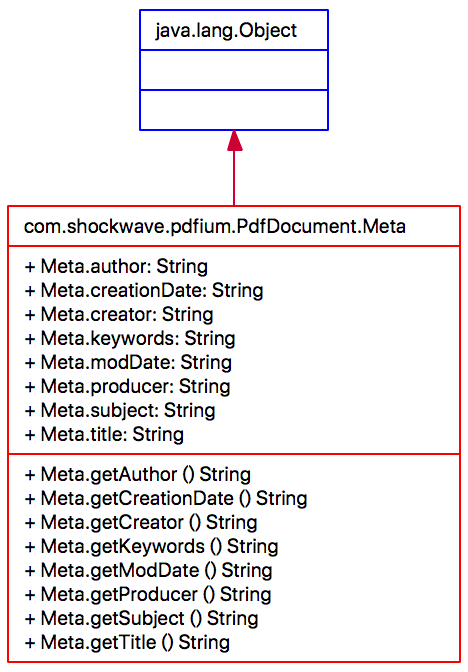 java.lang.Object
com.shockwave.pdfium.PdfDocument.Meta
+ Meta.author: String
+ Meta.creationDate: String
+ Meta.creator: String
+ Meta.keywords: String
+ Meta.modDate: String
+ Meta.producer: String
+ Meta.subject: String
+ Meta.title: String
+ Meta.getAuthor () String
+ Meta.getCreationDate () String
+ Meta.getCreator () String
+ Meta.getKeywords () String
+ Meta.getModDate () String
+ Meta.getProducer () String
+ Meta.getSubject () String
+ Meta.getTitle () String